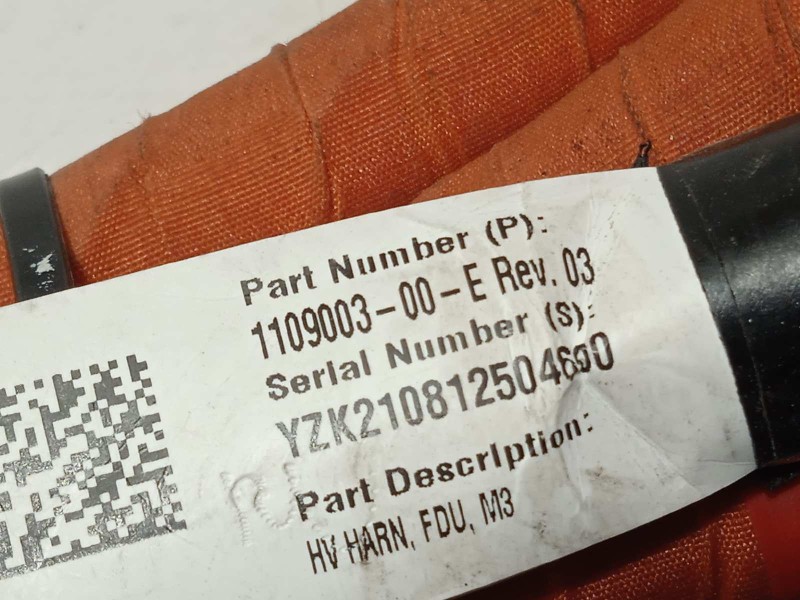 Part Number (P):
1109003-00-E Rev. 03
Serial Number (S):
YZK210812504600
Part Description:
HV HARN, FDU, M3